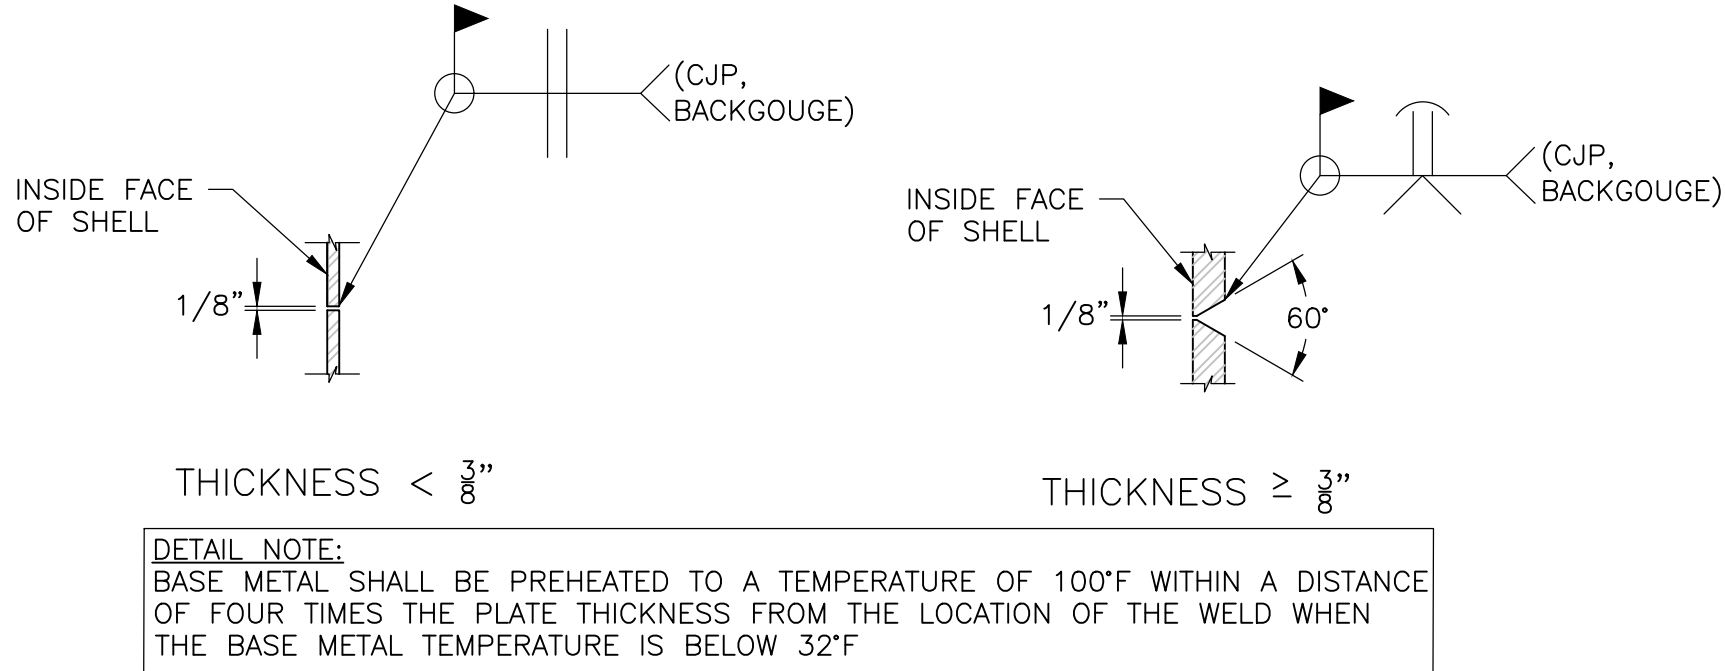 (CJP,
BACKGOUGE)
INSIDE FACE
OF SHELL
1/8"
THICKNESS < 3/8"
(CJP,
BACKGOUGE)
INSIDE FACE
OF SHELL
1/8"
60°
THICKNESS ≥ 3/8"
DETAIL NOTE:
BASE METAL SHALL BE PREHEATED TO A TEMPERATURE OF 100°F WITHIN A DISTANCE
OF FOUR TIMES THE PLATE THICKNESS FROM THE LOCATION OF THE WELD WHEN
THE BASE METAL TEMPERATURE IS BELOW 32°F